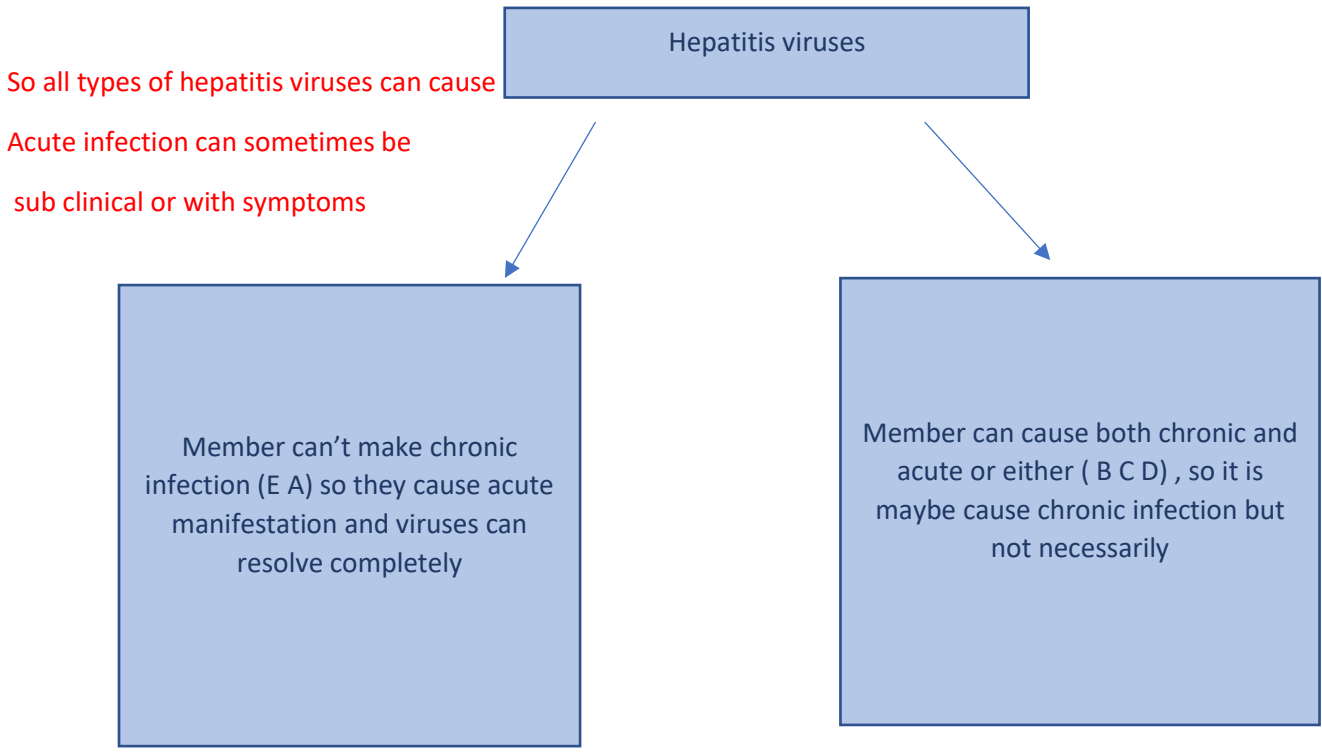 Hepatitis viruses
So all types of hepatitis viruses can cause
Acute infection can sometimes be
sub clinical or with symptoms
Member can’t make chronic
infection (E A) so they cause acute
manifestation and viruses can
resolve completely
Member can cause both chronic and
acute or either ( B C D) , so it is
maybe cause chronic infection but
not necessarily